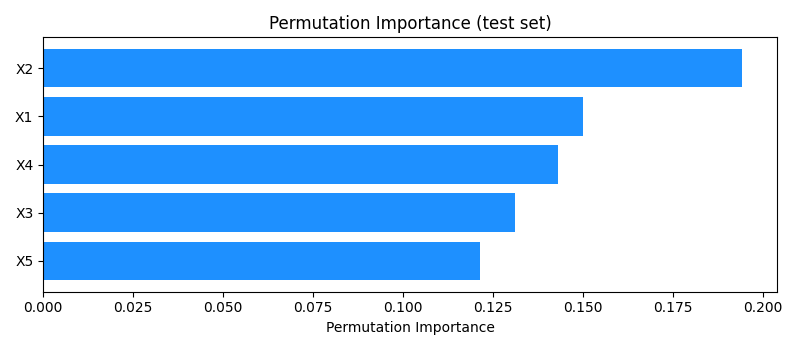 Permutation Importance (test set)
X2
X1
X4
X3
X5
0.000 0.025 0.050 0.075 0.100 0.125 0.150 0.175 0.200
Permutation Importance